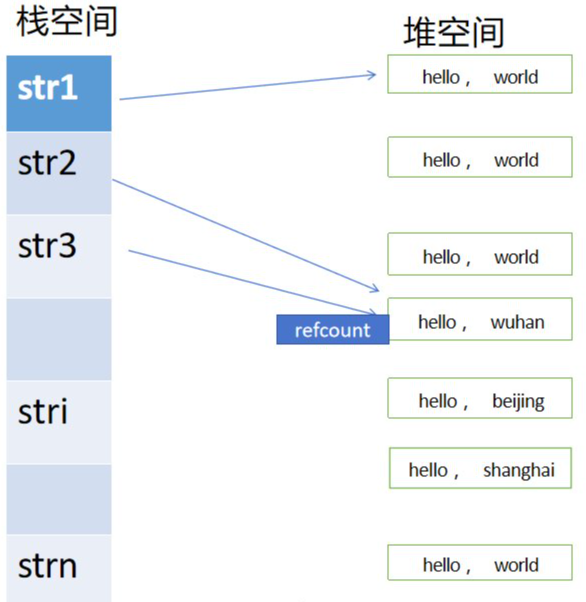 栈空间
堆空间
str1
str2
str3
stri
strn
hello， world
hello， world
hello， world
refcount
hello， wuhan
hello， beijing
hello， shanghai
hello， world